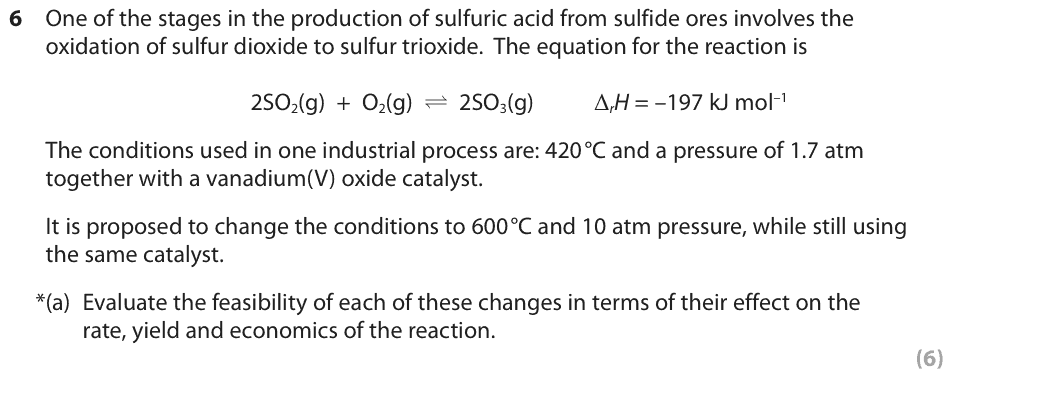 6 One of the stages in the production of sulfuric acid from sulfide ores involves the
oxidation of sulfur dioxide to sulfur trioxide. The equation for the reaction is
2SO₂(g) + O₂(g) ⇌ 2SO₃(g) ΔᵣH = –197 kJ mol⁻¹
The conditions used in one industrial process are: 420 °C and a pressure of 1.7 atm
together with a vanadium(V) oxide catalyst.
It is proposed to change the conditions to 600 °C and 10 atm pressure, while still using
the same catalyst.
*(a) Evaluate the feasibility of each of these changes in terms of their effect on the
rate, yield and economics of the reaction.
(6)